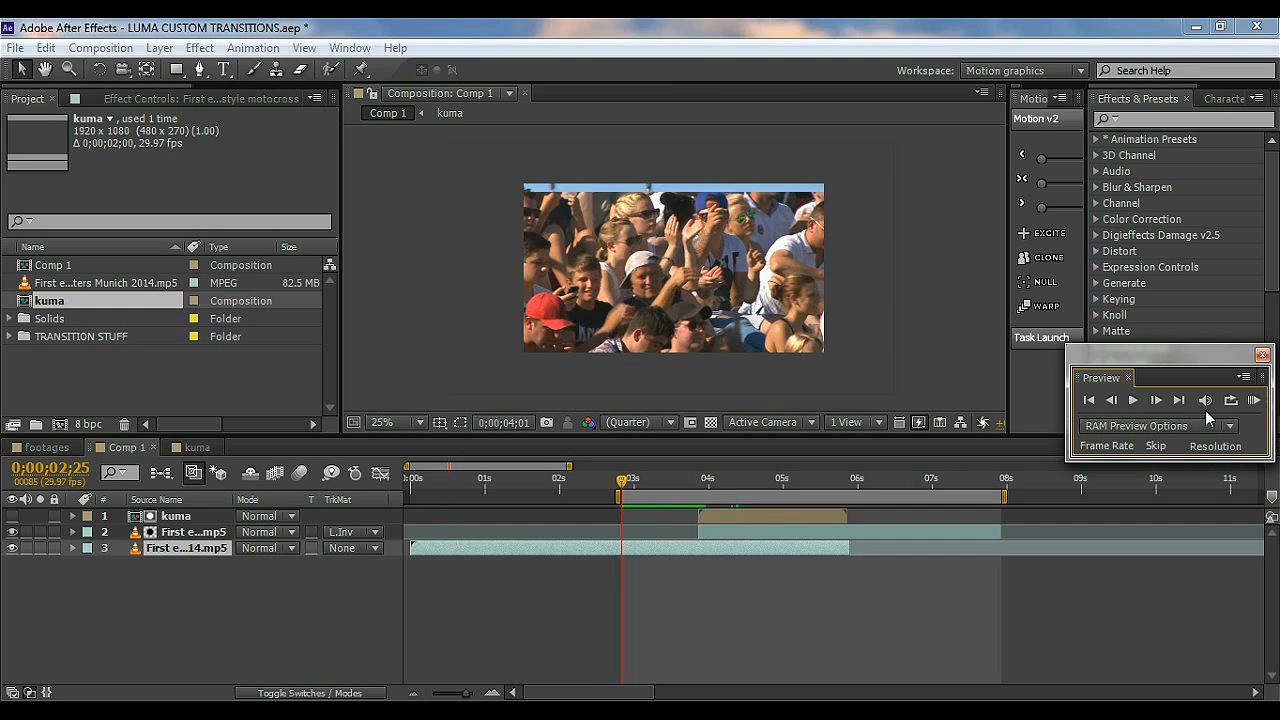 Adobe After Effects - LUMA CUSTOM TRANSITIONS.aep *
File Edit Composition Layer Effect Animation View Window Help
Workspace: Motion graphics Search Help
Project Effect Controls: First e...style motocross
kuma , used 1 time
1920 x 1080 (480 x 270) (1.00)
Δ 0;00;02;00, 29.97 fps
Name Type Size
Comp 1 Composition
First e...ters Munich 2014.mp5 MPEG 82.5 MB
kuma Composition
Solids Folder
TRANSITION STUFF Folder
8 bpc
Composition: Comp 1
Comp 1 kuma
25% 0;00;04;01 (Quarter) Active Camera 1 View
Motio
Motion v2
EXCITE
CLONE
NULL
WARP
Task Launch
Effects & Presets Characte
* Animation Presets
3D Channel
Audio
Blur & Sharpen
Channel
Color Correction
Digieffects Damage v2.5
Distort
Expression Controls
Generate
Keying
Knoll
Matte
Preview
RAM Preview Options
Frame Rate Skip Resolution
footages Comp 1 kuma
0;00;02;25
00085 (29.97 fps)
# Source Name Mode T TrkMat
1 kuma Normal
2 First e...mp5 Normal L.Inv
3 First e...14.mp5 Normal None
:00s 01s 02s 03s 04s 05s 06s 07s 08s 09s 10s 11s
Toggle Switches / Modes